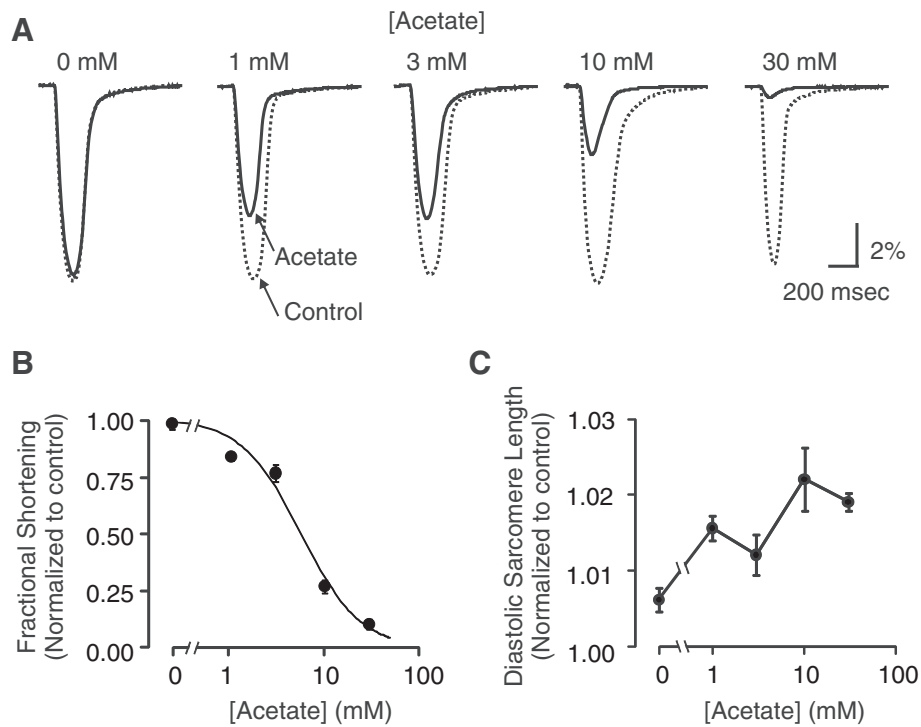 A
[Acetate]
0 mM 1 mM 3 mM 10 mM 30 mM
Acetate
Control
2%
200 msec
B
Fractional Shortening
(Normalized to control)
1.00
0.75
0.50
0.25
0.00
0 1 10 100
[Acetate] (mM)
C
Diastolic Sarcomere Length
(Normalized to control)
1.03
1.02
1.01
1.00
0 1 10 100
[Acetate] (mM)